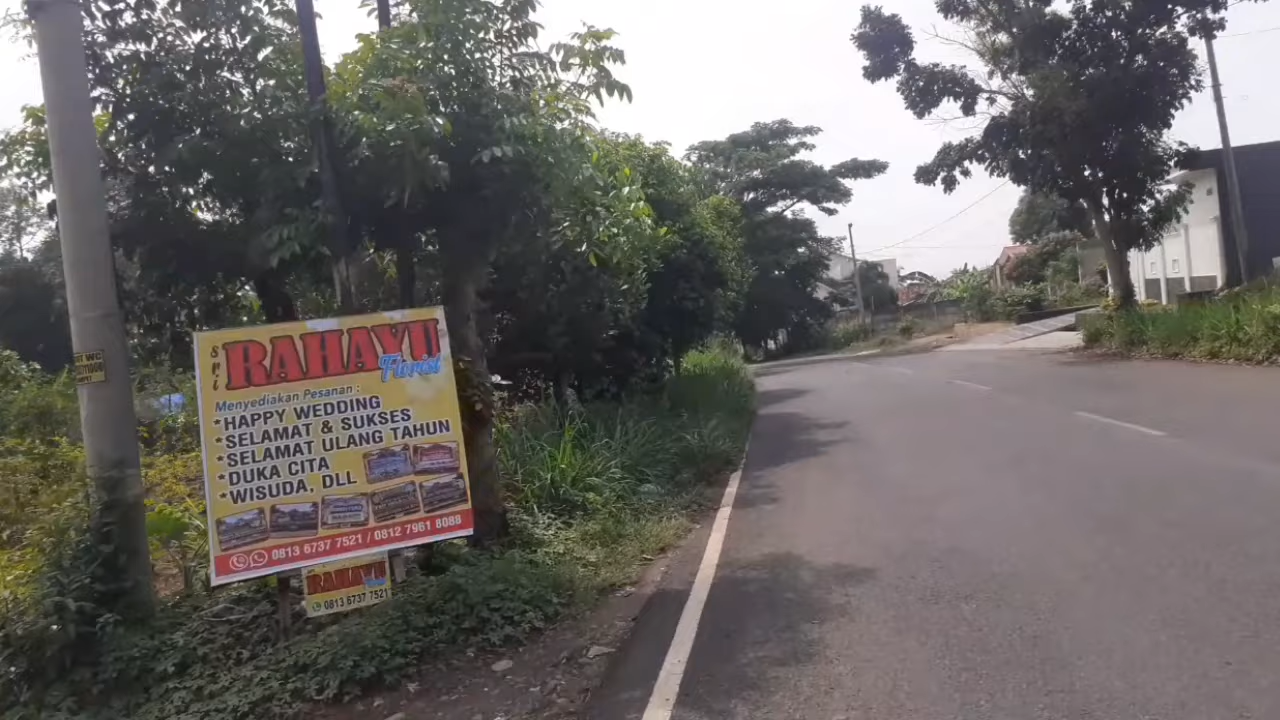 Sri
RAHAYU
Florist
Menyediakan Pesanan :
*HAPPY WEDDING
*SELAMAT & SUKSES
*SELAMAT ULANG TAHUN
*DUKA CITA
*WISUDA, DLL
0813 6737 7521 / 0812 7961 8088
RAHAYU
0813 6737 7521
WC